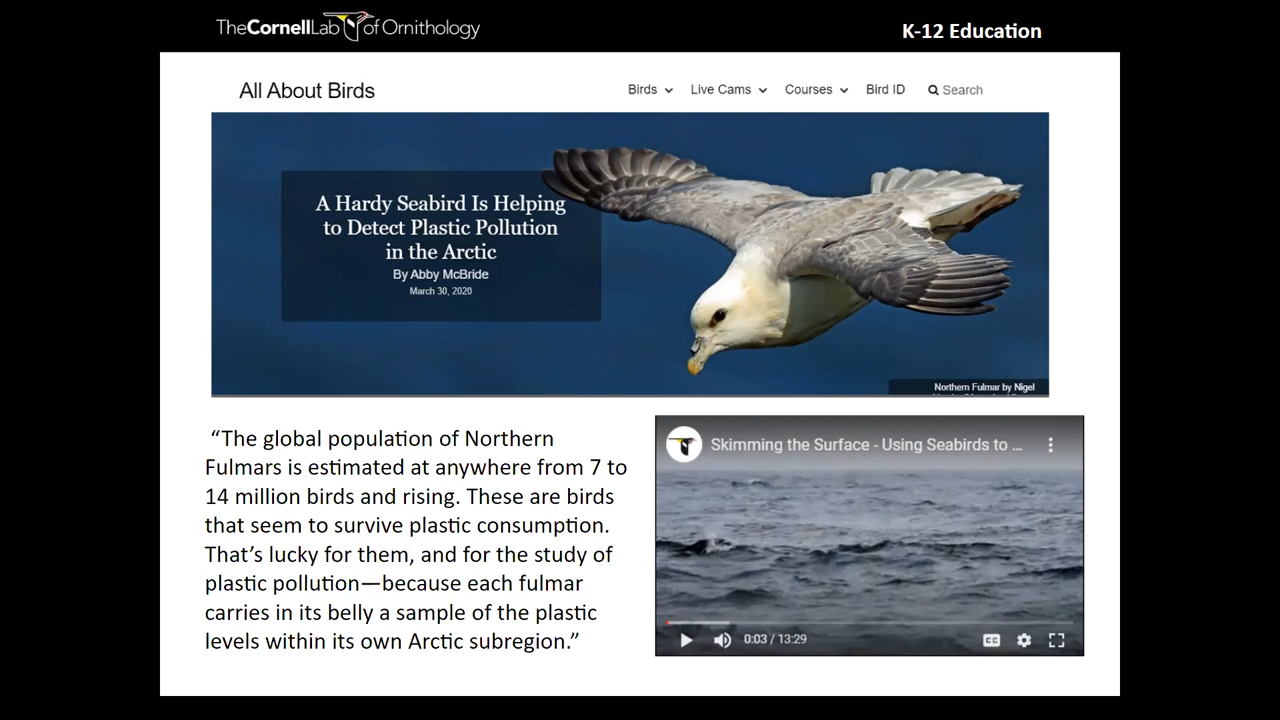 TheCornellLab of Ornithology
K-12 Education
All About Birds
Birds
Live Cams
Courses
Bird ID
Search
A Hardy Seabird Is Helping
to Detect Plastic Pollution
in the Arctic
By Abby McBride
March 30, 2020
Northern Fulmar by Nigel
“The global population of Northern
Fulmars is estimated at anywhere from 7 to
14 million birds and rising. These are birds
that seem to survive plastic consumption.
That’s lucky for them, and for the study of
plastic pollution—because each fulmar
carries in its belly a sample of the plastic
levels within its own Arctic subregion.”
Skimming the Surface - Using Seabirds to ...
0:03 / 13:29
CC